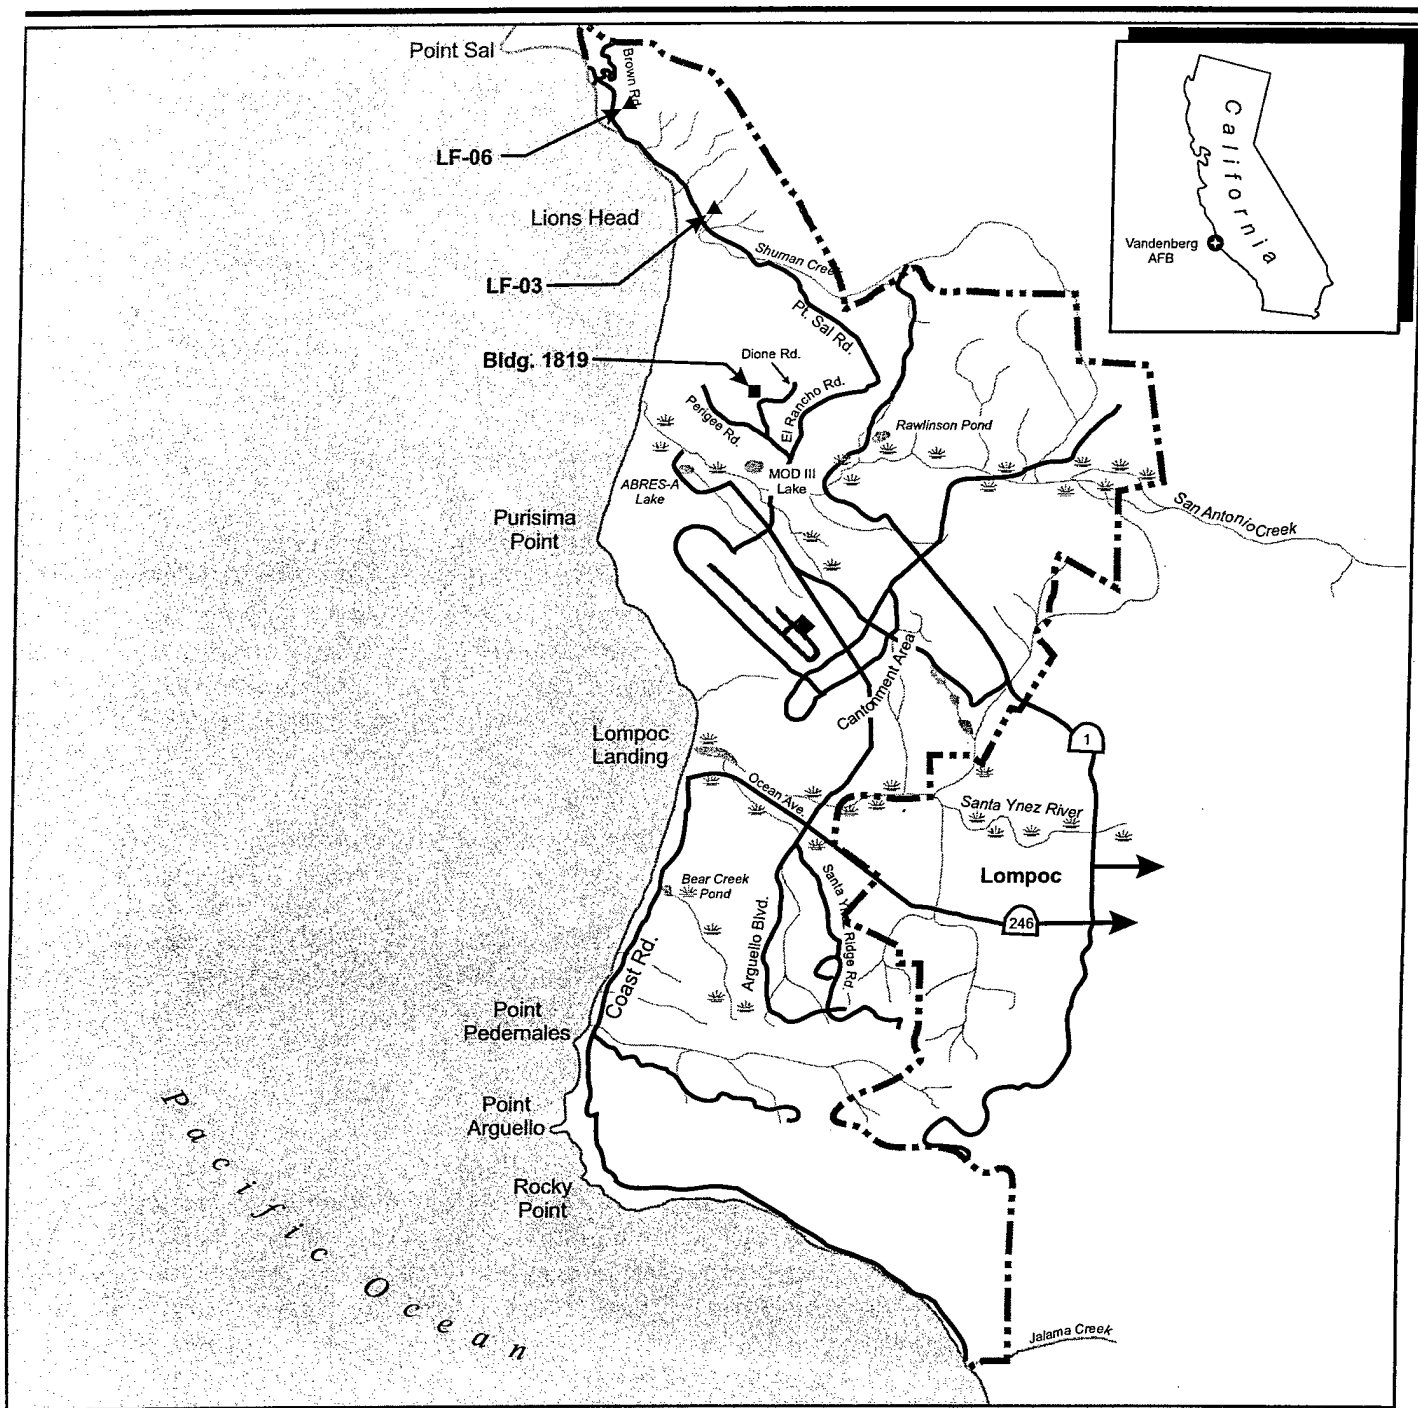 Point Sal
Brown Rd.
LF-06
Lions Head
LF-03
Shuman Creek
Pt. Sal Rd.
Bldg. 1819
Dione Rd.
El Rancho Rd.
Perigee Rd.
Rawlinson Pond
ABRES-A
Lake
MOD III
Lake
San Antonio Creek
Purisima
Point
Cantonment Area
Lompoc
Landing
1
Ocean Ave.
Santa Ynez River
Lompoc
246
Bear Creek
Pond
Santa Ynez Ridge Rd.
Arguello Blvd.
Coast Rd.
Point
Pedernales
Point
Arguello
Rocky
Point
Pacific Ocean
Jalama Creek
California
Vandenberg
AFB